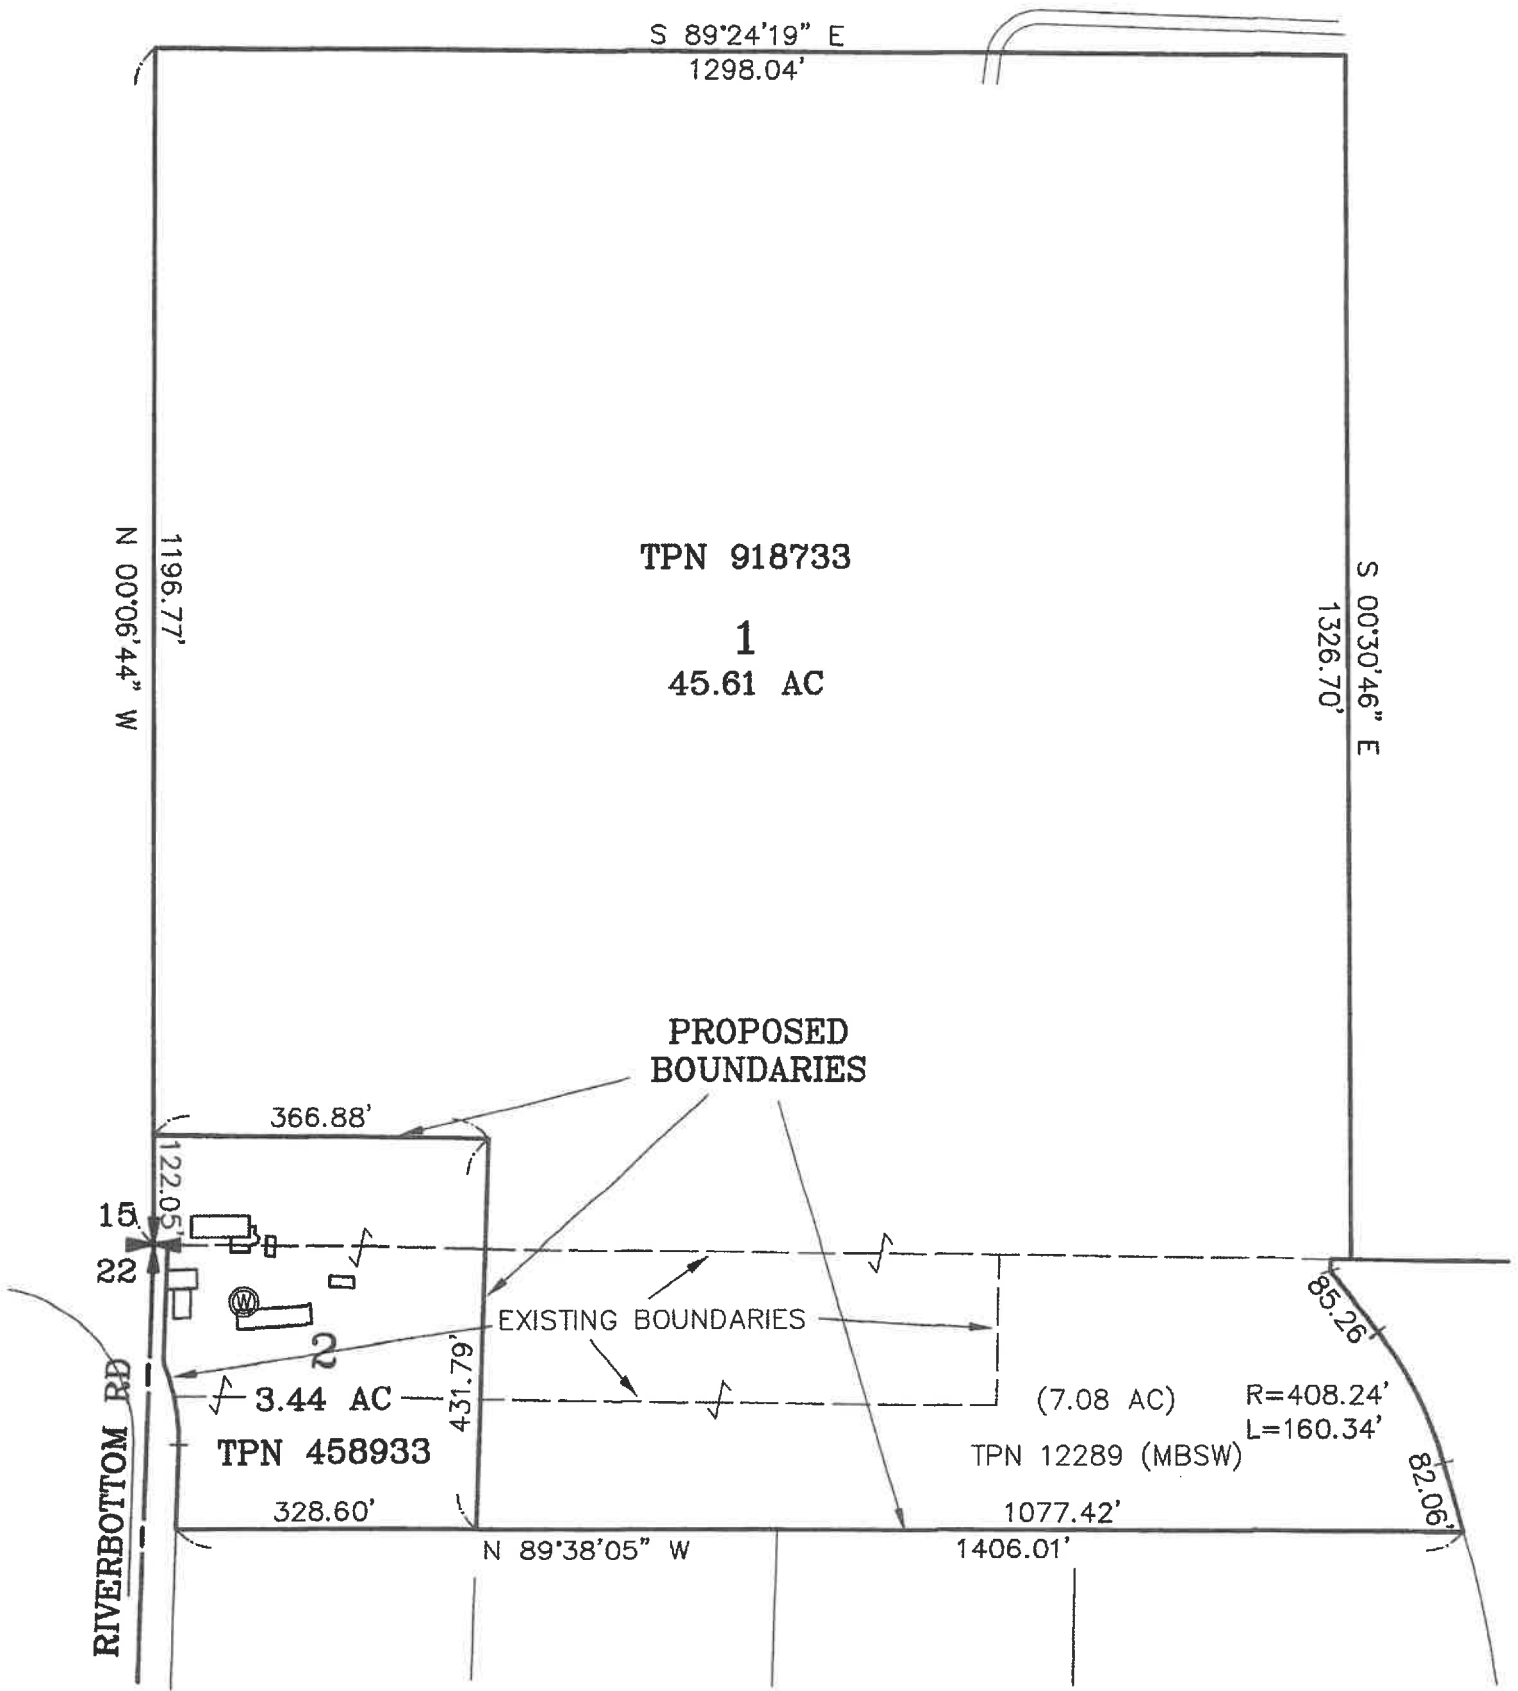 S 89°24'19" E
1298.04'
N 00°06'44" W
1196.77'
TPN 918733
1
45.61 AC
S 00°30'46" E
1326.70'
PROPOSED
BOUNDARIES
366.88'
122.05'
15
22
W
EXISTING BOUNDARIES
2
3.44 AC
TPN 458933
431.79'
85.26'
(7.08 AC)
R=408.24'
L=160.34'
TPN 12289 (MBSW)
82.06'
328.60'
1077.42'
N 89°38'05" W
1406.01'
RIVERBOTTOM RD